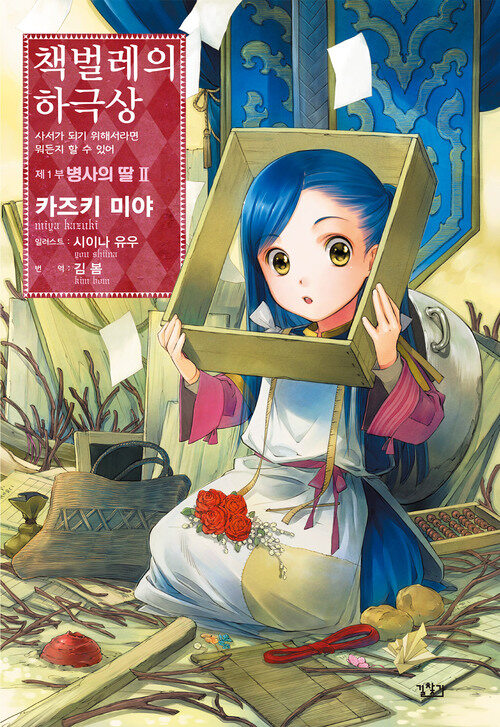 책벌레의
하극상
사서가 되기 위해서라면
뭐든지 할 수 있어
제1부 병사의 딸 II
카즈키 미야
miya kazuki
일러스트 : 시이나 유우
you shiina
번 역 : 김 봄
kim bom
길찾기